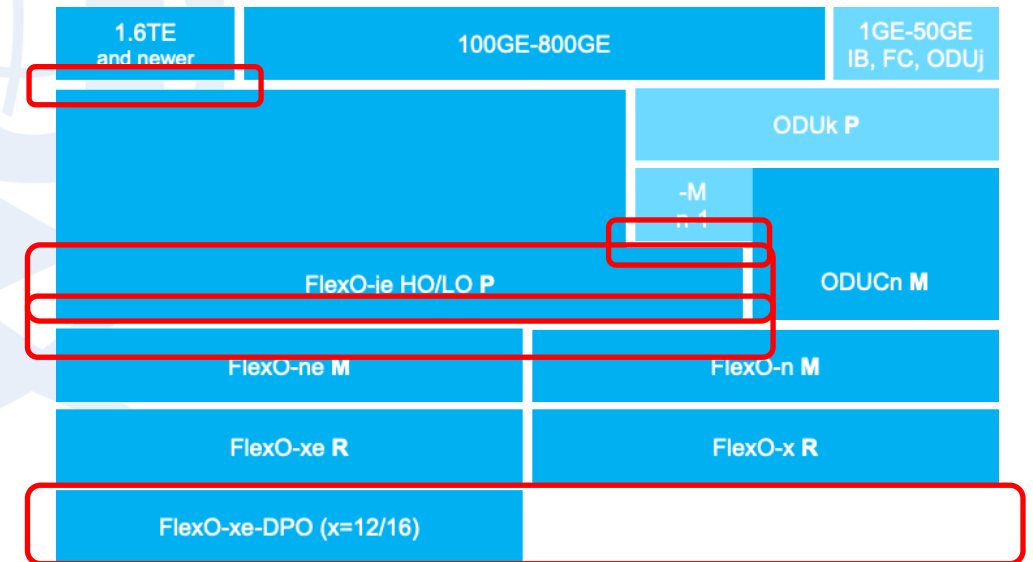 1.6TE
and newer
100GE-800GE
1GE-50GE
IB, FC, ODUj
ODUk P
-M
n-1
FlexO-ie HO/LO P
ODUCn M
FlexO-ne M
FlexO-n M
FlexO-xe R
FlexO-x R
FlexO-xe-DPO (x=12/16)